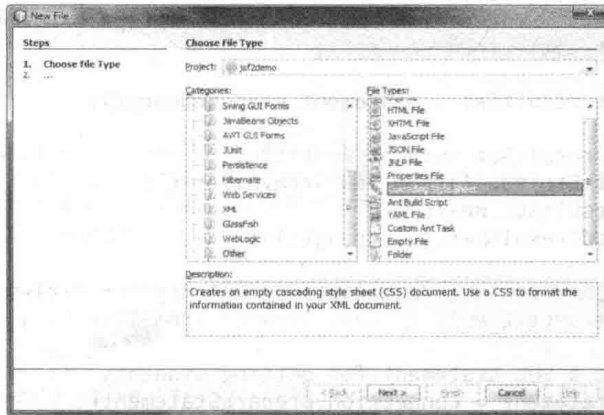 New File
Steps
1. Choose File Type
2. ...
Choose File Type
Project: jsf2demo
Categories:
Swing GUI Forms
JavaBeans Objects
AWT GUI Forms
JUnit
Persistence
Hibernate
Web Services
XML
GlassFish
WebLogic
Other
File Types:
HTML File
XHTML File
JavaScript File
JSON File
JNLP File
Properties File
Cascading Style Sheet
Ant Build Script
YAML File
Custom Ant Task
Empty File
Folder
Description:
Creates an empty cascading style sheet (CSS) document. Use a CSS to format the
information contained in your XML document.
< Back Next > Finish Cancel Help